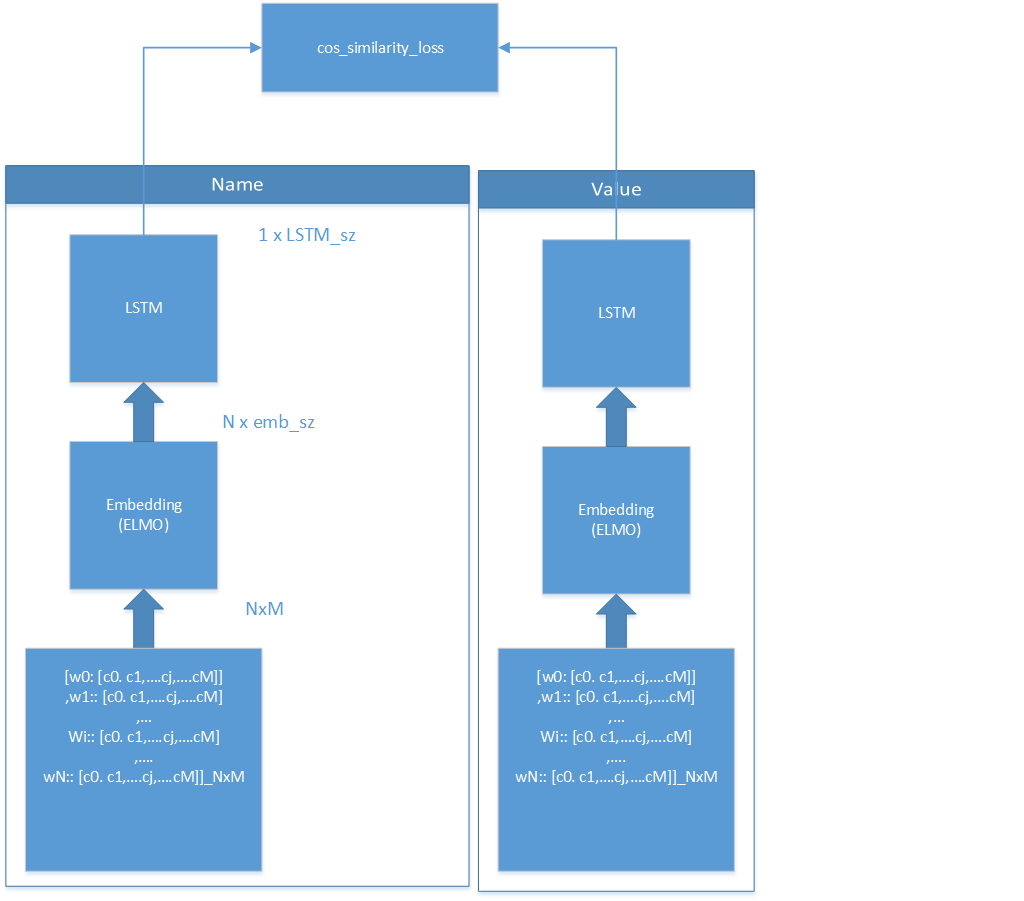 cos_similarity_loss
Name
1 x LSTM_sz
LSTM
N x emb_sz
Embedding
(ELMO)
NxM
[w0: [c0. c1,....cj,....cM]]
,w1:: [c0. c1,....cj,....cM]
,...
Wi:: [c0. c1,....cj,....cM]
,....
wN:: [c0. c1,....cj,....cM]]_NxM
Value
LSTM
Embedding
(ELMO)
[w0: [c0. c1,....cj,....cM]]
,w1:: [c0. c1,....cj,....cM]
,...
Wi:: [c0. c1,....cj,....cM]
,....
wN:: [c0. c1,....cj,....cM]]_NxM